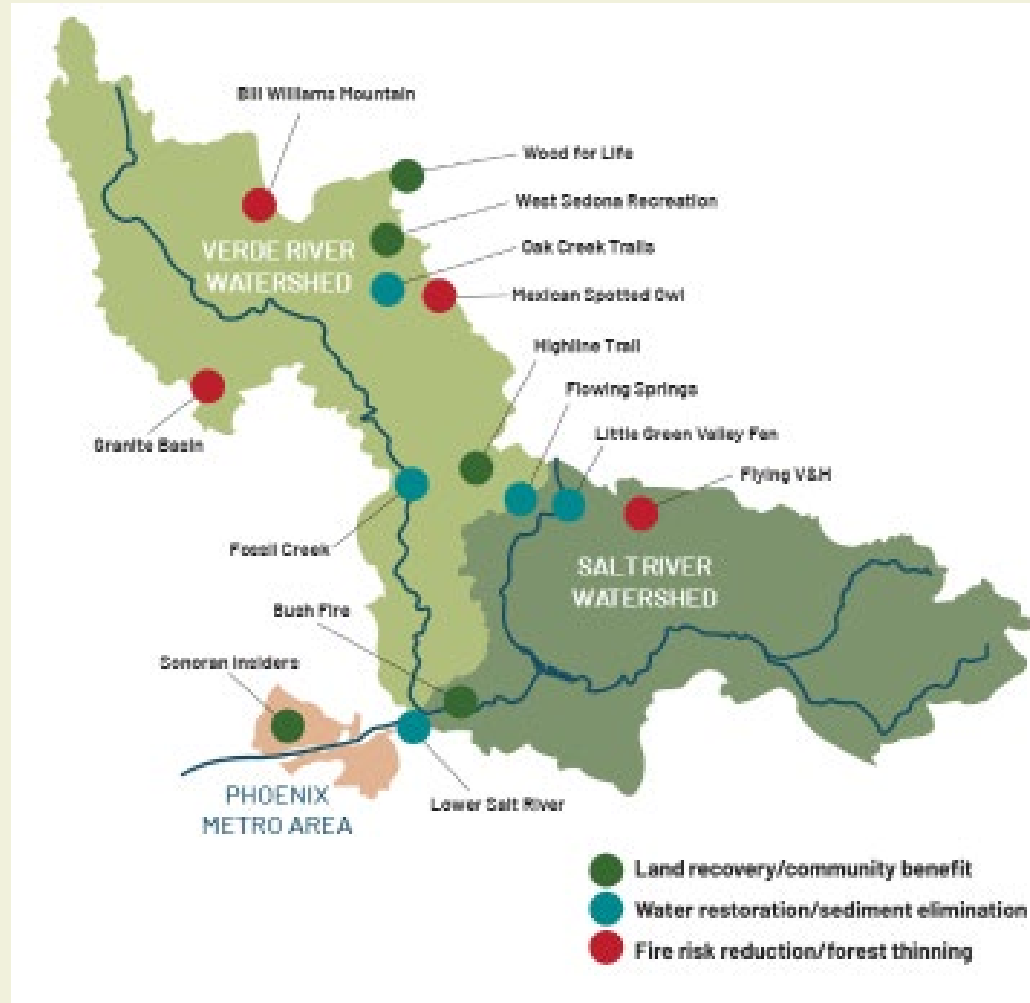 Bill Williams Mountain
Wood for Life
West Sedona Recreation
VERDE RIVER
WATERSHED
Oak Creek Trails
Mexican Spotted Owl
Highline Trail
Flowing Springs
Granite Basin
Little Green Valley Fen
Flying V&H
Fossil Creek
SALT RIVER
WATERSHED
Bush Fire
Sonoran Insiders
PHOENIX
METRO AREA
Lower Salt River
Land recovery/community benefit
Water restoration/sediment elimination
Fire risk reduction/forest thinning